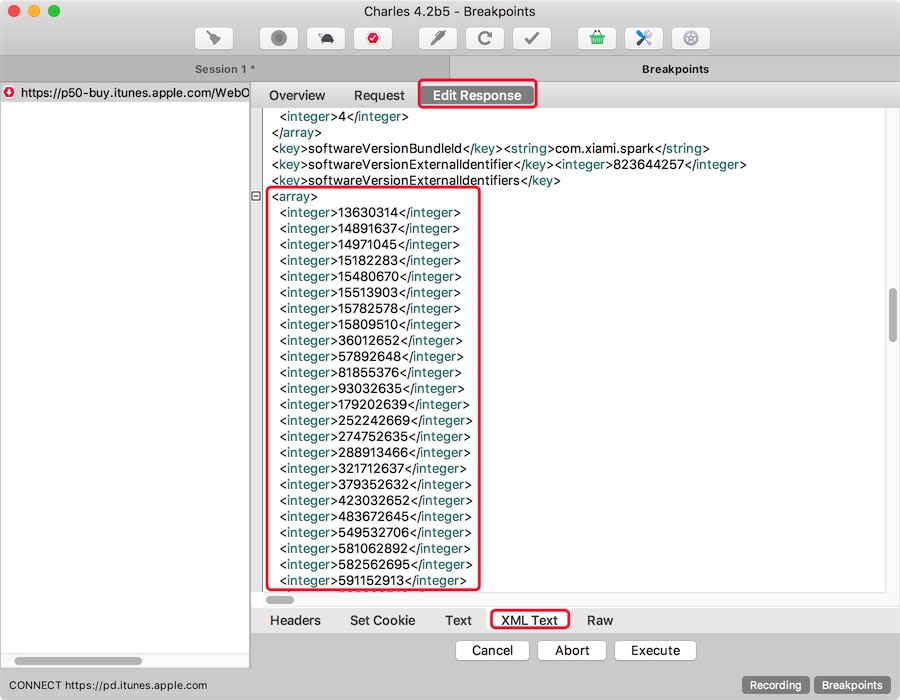 Charles 4.2b5 - Breakpoints
Session 1 *
Breakpoints
https://p50-buy.itunes.apple.com/WebO
Overview
Request
Edit Response
<integer>4</integer>
</array>
<key>softwareVersionBundleId</key><string>com.xiami.spark</string>
<key>softwareVersionExternalIdentifier</key><integer>823644257</integer>
<key>softwareVersionExternalIdentifiers</key>
<array>
<integer>13630314</integer>
<integer>14891637</integer>
<integer>14971045</integer>
<integer>15182283</integer>
<integer>15480670</integer>
<integer>15513903</integer>
<integer>15782578</integer>
<integer>15809510</integer>
<integer>36012652</integer>
<integer>57892648</integer>
<integer>81855376</integer>
<integer>93032635</integer>
<integer>179202639</integer>
<integer>252242669</integer>
<integer>274752635</integer>
<integer>288913466</integer>
<integer>321712637</integer>
<integer>379352632</integer>
<integer>423032652</integer>
<integer>483672645</integer>
<integer>549532706</integer>
<integer>581062892</integer>
<integer>582562695</integer>
<integer>591152913</integer>
Headers
Set Cookie
Text
XML Text
Raw
Cancel
Abort
Execute
CONNECT https://pd.itunes.apple.com
Recording
Breakpoints